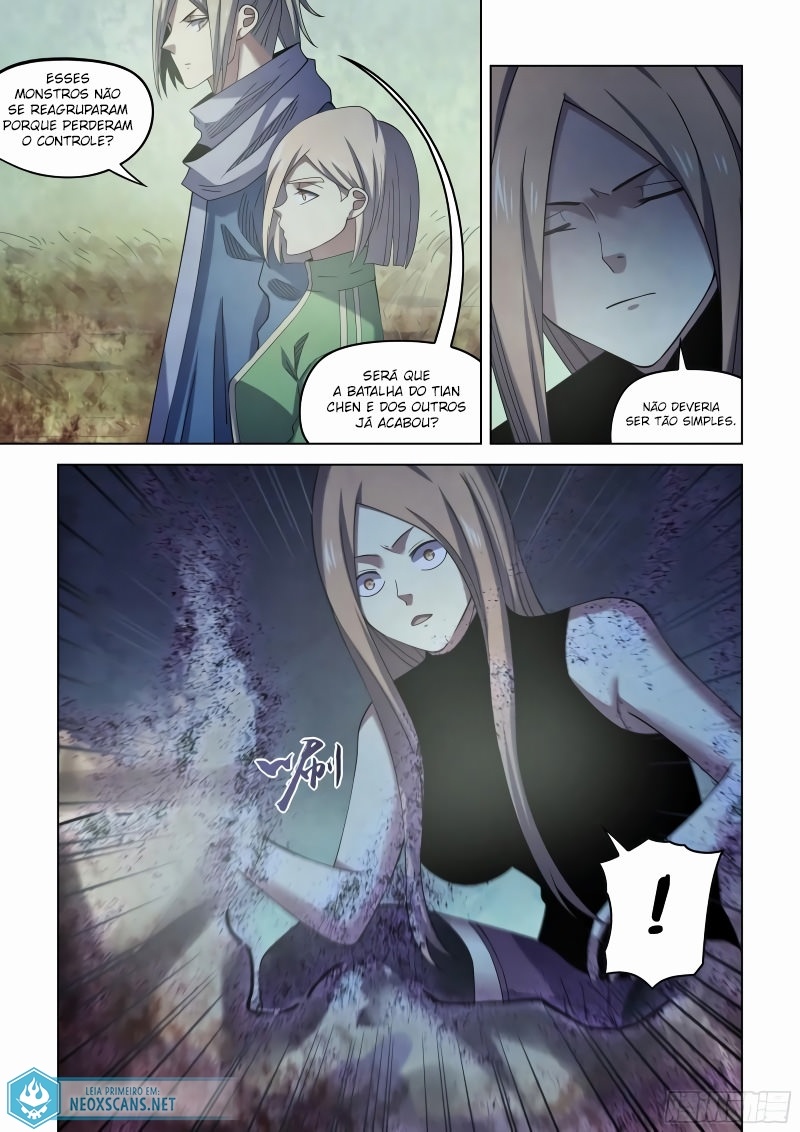 ESSES
MONSTROS NÃO
SE REAGRUPARAM
PORQUE PERDERAM
O CONTROLE?
SERÁ QUE
A BATALHA DO TIAN
CHEN E DOS OUTROS
JÁ ACABOU?
NÃO DEVERIA
SER TÃO SIMPLES.
唰
!
LEIA PRIMEIRO EM:
NEOXSCANS.NET